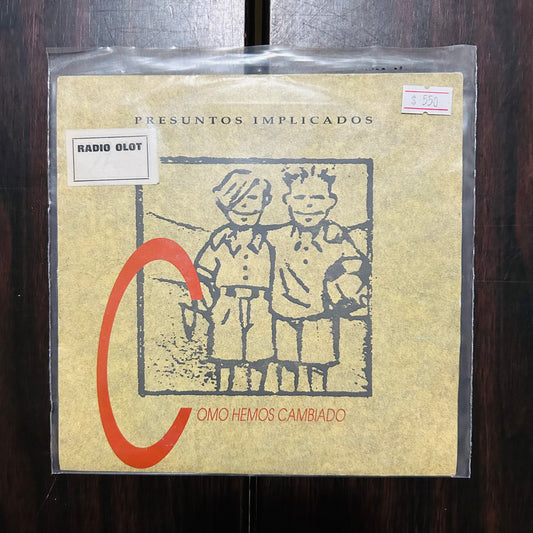 PRESUNTOS IMPLICADOS
$ 550
RADIO OLOT
COMO HEMOS CAMBIADO